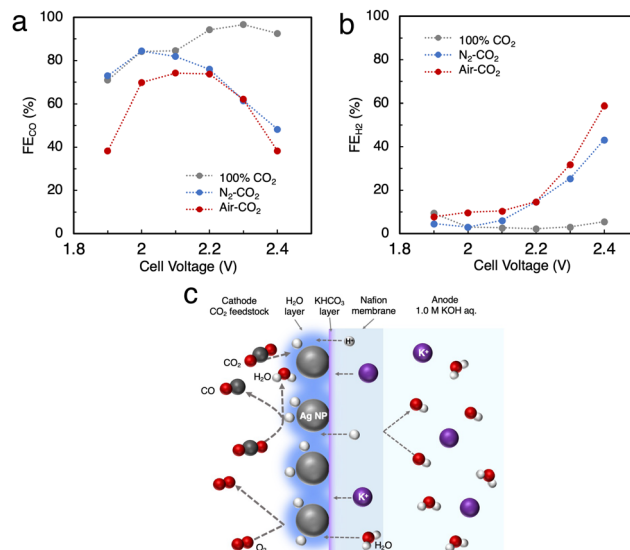 a
FE_CO (%)
100
80
60
40
20
0
1.8
2
2.2
2.4
Cell Voltage (V)
100% CO₂
N₂-CO₂
Air-CO₂
b
FE_H2 (%)
100
80
60
40
20
0
1.8
2
2.2
2.4
Cell Voltage (V)
100% CO₂
N₂-CO₂
Air-CO₂
c
Cathode
CO₂ feedstock
H₂O
layer
KHCO₃
layer
Nafion
membrane
Anode
1.0 M KOH aq.
H⁺
CO₂
K⁺
H₂O
CO
Ag NP
K⁺
O₂
H₂O